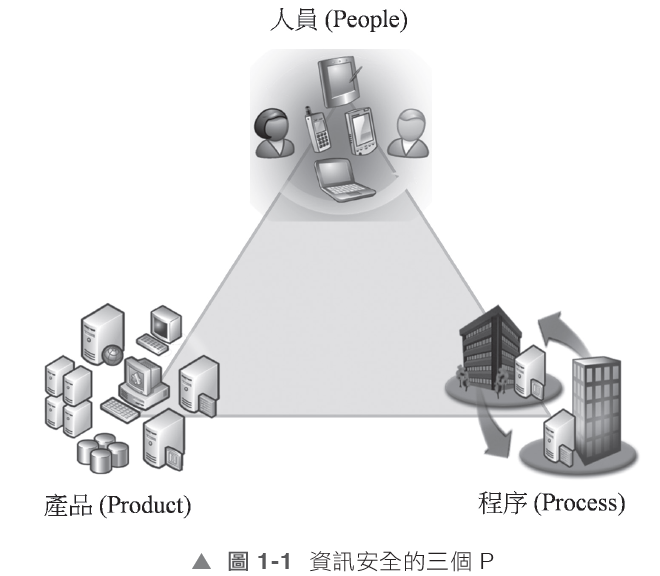 人員 (People)
產品 (Product)
程序 (Process)
▲ 圖 1-1 資訊安全的三個 P